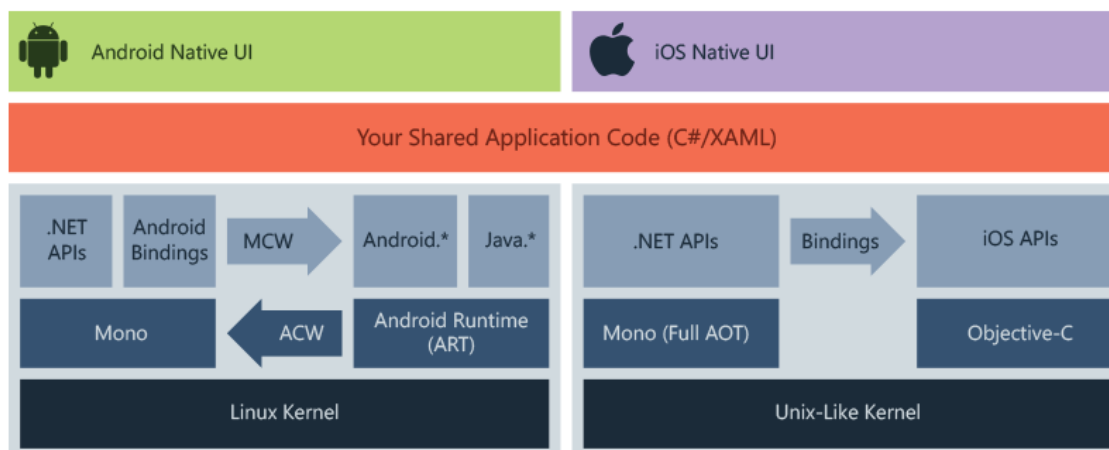 Android Native UI
iOS Native UI
Your Shared Application Code (C#/XAML)
.NET
APIs
Android
Bindings
MCW
Android.*
Java.*
Mono
ACW
Android Runtime
(ART)
Linux Kernel
.NET APIs
Bindings
iOS APIs
Mono (Full AOT)
Objective-C
Unix-Like Kernel